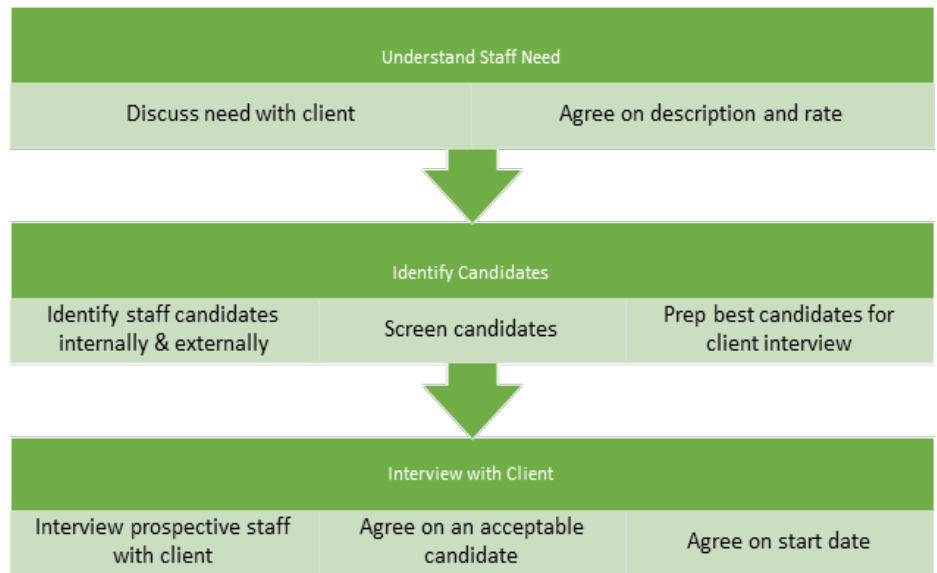 Understand Staff Need
Discuss need with client
Agree on description and rate
Identify Candidates
Identify staff candidates
internally & externally
Screen candidates
Prep best candidates for
client interview
Interview with Client
Interview prospective staff
with client
Agree on an acceptable
candidate
Agree on start date